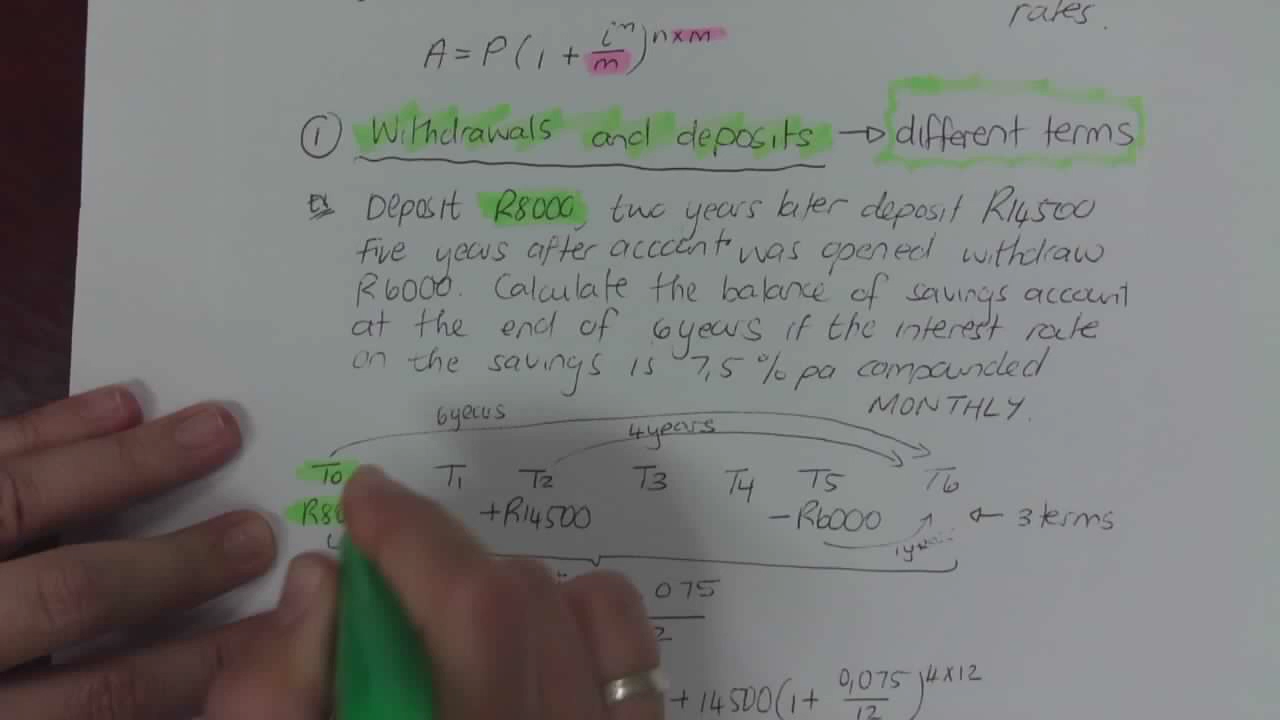 rates.
A = P(1 + i^m/m)^n×m
① Withdrawals and deposits → different terms
Eg Deposit R8000, two years later deposit R14500
five years after account was opened withdraw
R6000. Calculate the balance of savings account
at the end of 6 years if the interest rate
on the savings is 7,5 % pa compounded
MONTHLY.
6 years
4 years
T0 T1 T2 T3 T4 T5 T6
+R14500 -R6000 ← 3 terms
075
+ 14500(1 + 0,075/12)^4×12